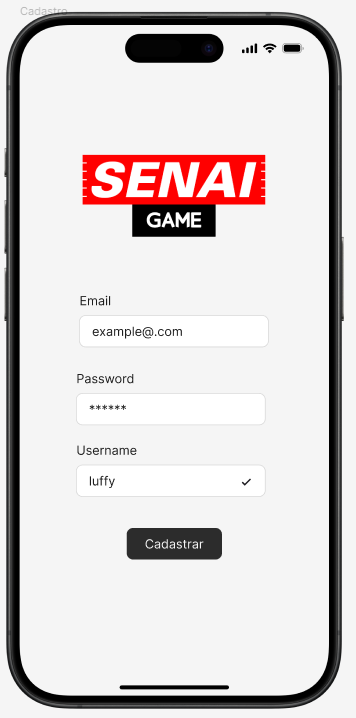 Cadastro
SENAI
GAME
Email
example@.com
Password
******
Username
luffy
Cadastrar